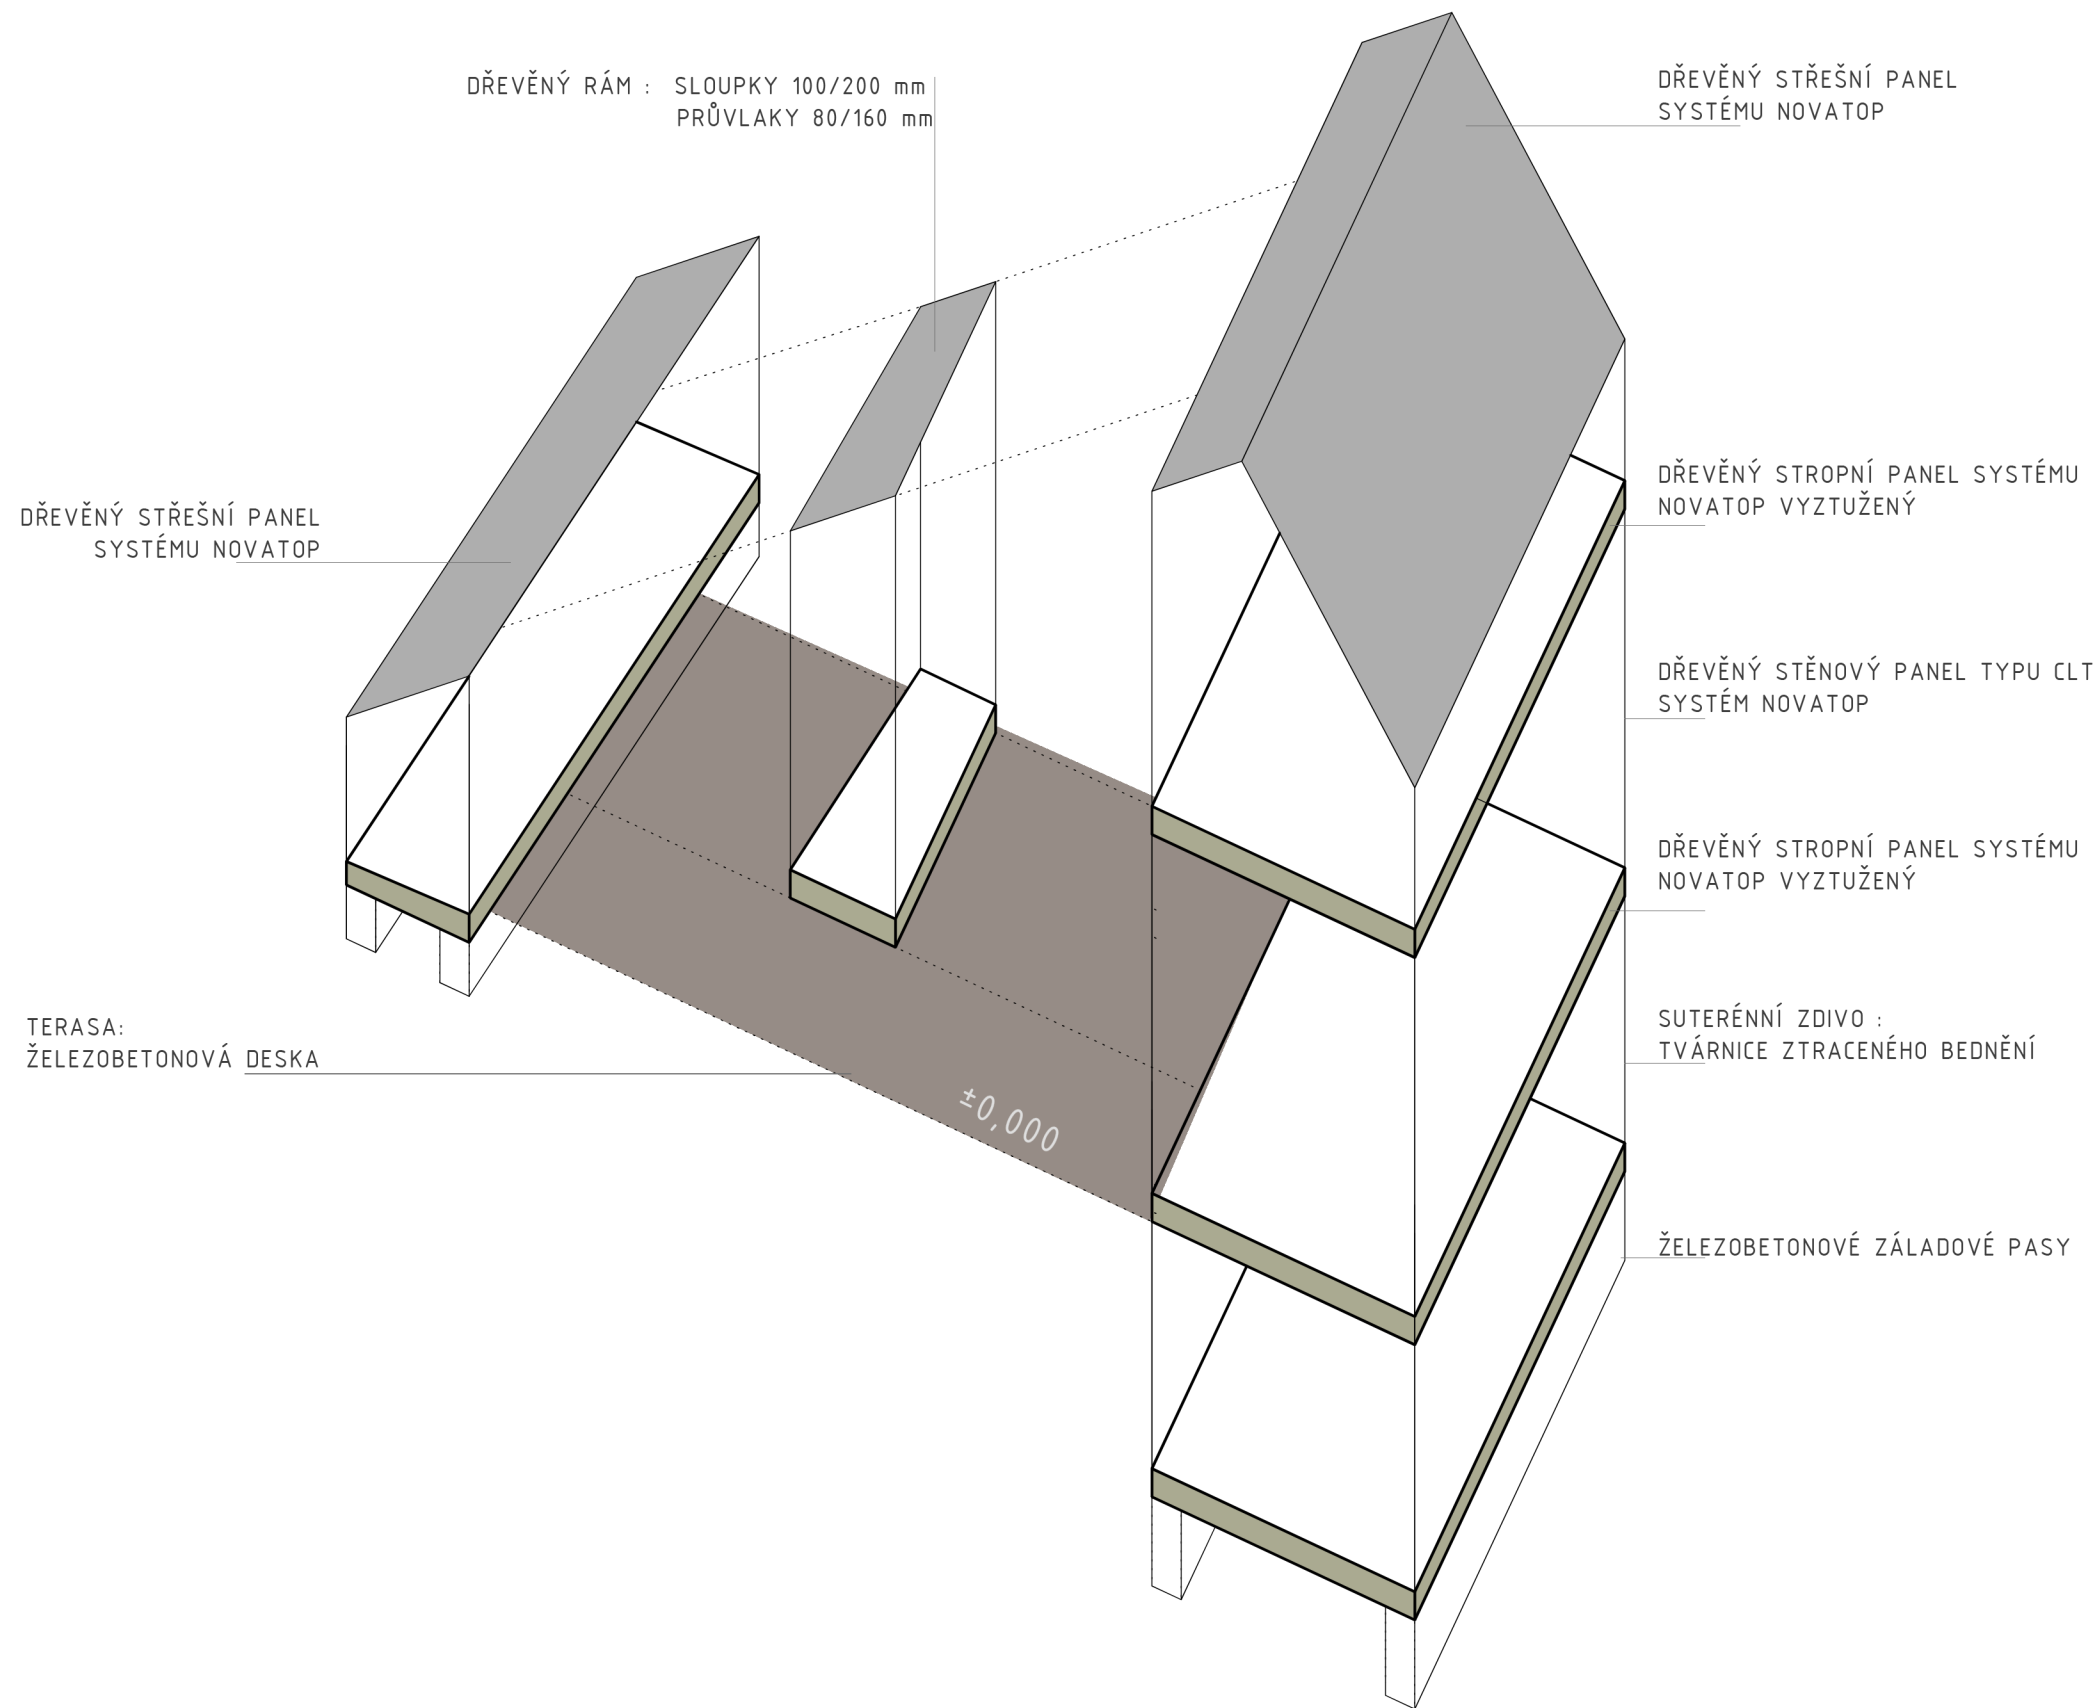 DŘEVĚNÝ RÁM : SLOUPKY 100/200 mm
PRŮVLAKY 80/160 mm
DŘEVĚNÝ STŘEŠNÍ PANEL
SYSTÉMU NOVATOP
DŘEVĚNÝ STROPNÍ PANEL SYSTÉMU
NOVATOP VYZTUŽENÝ
DŘEVĚNÝ STŘEŠNÍ PANEL
SYSTÉMU NOVATOP
DŘEVĚNÝ STĚNOVÝ PANEL TYPU CLT
SYSTÉM NOVATOP
DŘEVĚNÝ STROPNÍ PANEL SYSTÉMU
NOVATOP VYZTUŽENÝ
TERASA:
ŽELEZOBETONOVÁ DESKA
SUTERÉNNÍ ZDIVO :
TVÁRNICE ZTRACENÉHO BEDNĚNÍ
±0,000
ŽELEZOBETONOVÉ ZÁLADOVÉ PASY